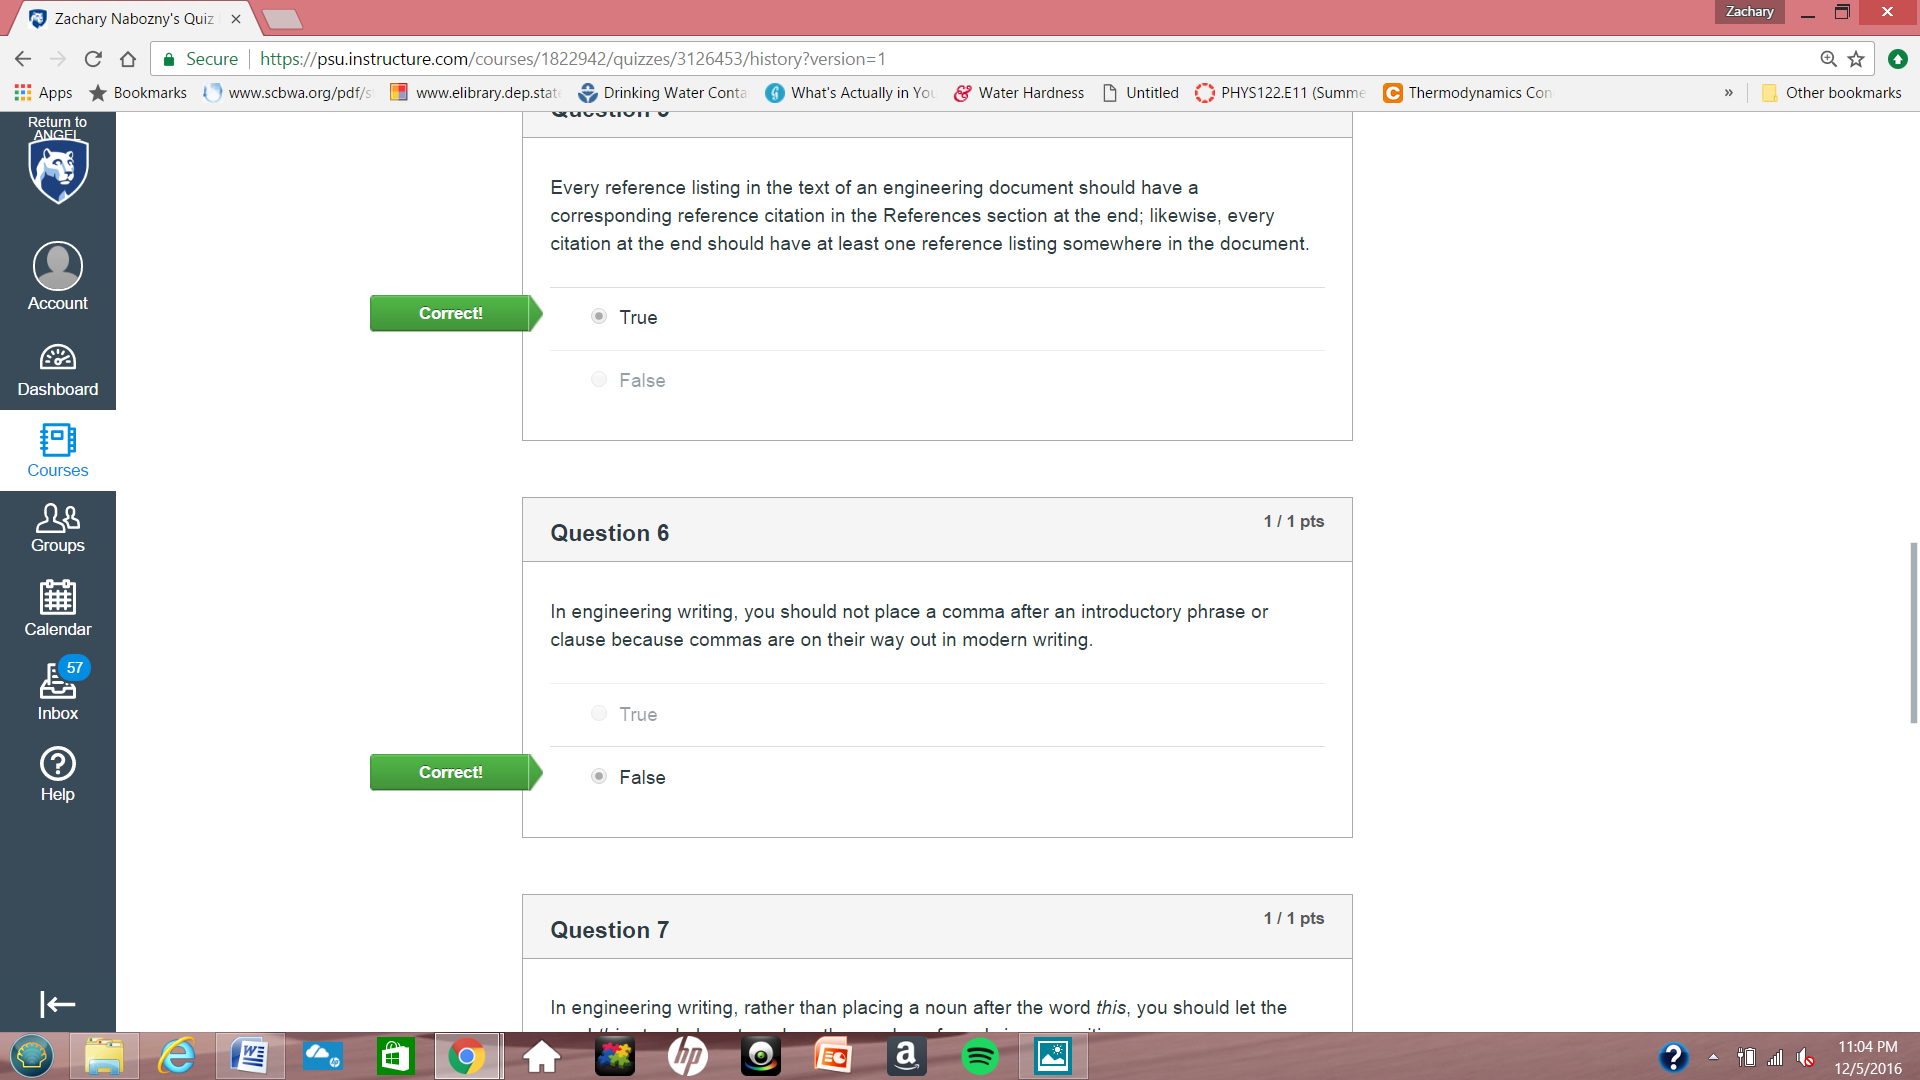 Zachary Nabozny's Quiz
Zachary
Secure
https://psu.instructure.com/courses/1822942/quizzes/3126453/history?version=1
Apps
Bookmarks
www.scbwa.org/pdf/s
www.elibrary.dep.stat
Drinking Water Conta
What's Actually in You
Water Hardness
Untitled
PHYS122.E11 (Summe
Thermodynamics Con
»
Other bookmarks
Return to
ANGEL
Account
Dashboard
Courses
Groups
Calendar
57
Inbox
Help
Every reference listing in the text of an engineering document should have a
corresponding reference citation in the References section at the end; likewise, every
citation at the end should have at least one reference listing somewhere in the document.
Correct!
True
False
Question 6
1 / 1 pts
In engineering writing, you should not place a comma after an introductory phrase or
clause because commas are on their way out in modern writing.
True
Correct!
False
Question 7
1 / 1 pts
In engineering writing, rather than placing a noun after the word this, you should let the
11:04 PM
12/5/2016